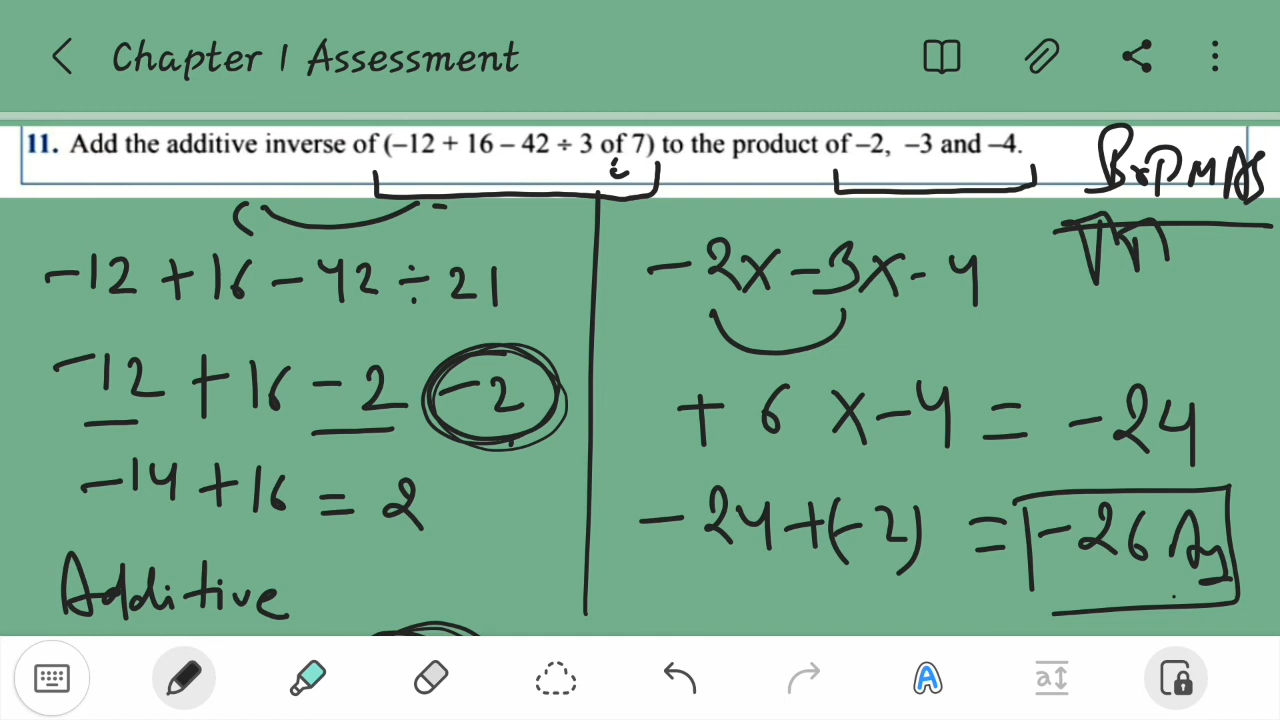 Chapter 1 Assessment
11. Add the additive inverse of (–12 + 16 – 42 ÷ 3 of 7) to the product of –2, –3 and –4.
BODMAS
-12 + 16 - 42 ÷ 21
-12 + 16 - 2 -2
-14 + 16 = 2
Additive
-2x -3x -4
+ 6 x -4 = -24
-24 + (-2) = -26 Ans
A
a